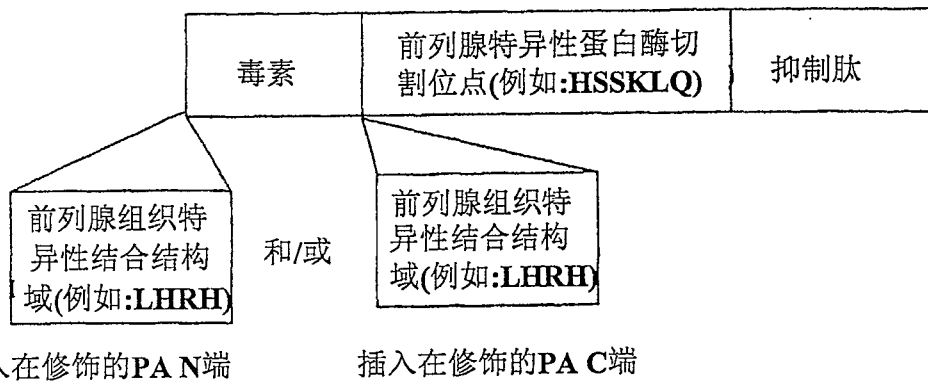 毒素
前列腺特异性蛋白酶切
割位点(例如:HSSKLQ)
抑制肽
前列腺组织特
异性结合结构
域(例如:LHRH)
和/或
前列腺组织特
异性结合结构
域(例如:LHRH)
入在修饰的PA N端
插入在修饰的PA C端